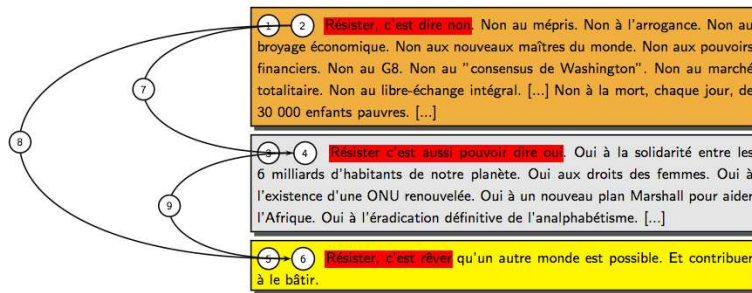 1 2 Résister, c'est dire non. Non au mépris. Non à l'arrogance. Non au
broyage économique. Non aux nouveaux maîtres du monde. Non aux pouvoirs
financiers. Non au G8. Non au "consensus de Washington". Non au marché
totalitaire. Non au libre-échange intégral. [...] Non à la mort, chaque jour, de
30 000 enfants pauvres. [...]
7
8
3 4 Résister c'est aussi pouvoir dire oui. Oui à la solidarité entre les
6 milliards d'habitants de notre planète. Oui aux droits des femmes. Oui à
l'existence d'une ONU renouvelée. Oui à un nouveau plan Marshall pour aider
l'Afrique. Oui à l'éradication définitive de l'analphabétisme. [...]
9
5 6 Résister, c'est rêver qu'un autre monde est possible. Et contribuer
à le bâtir.